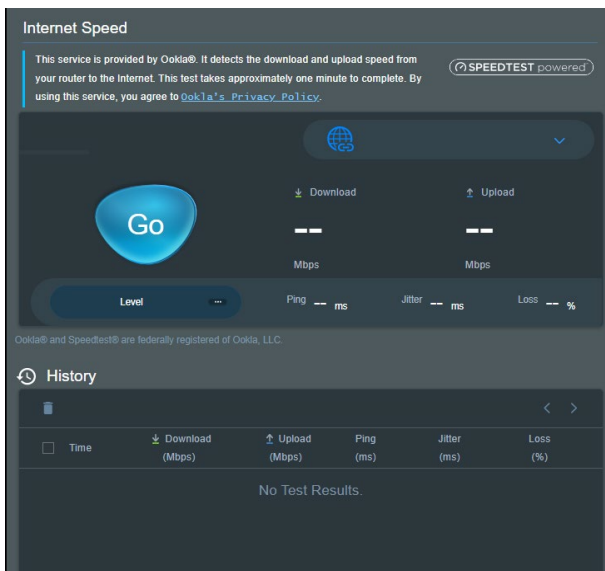 Internet Speed
This service is provided by Ookla®. It detects the download and upload speed from
your router to the Internet. This test takes approximately one minute to complete. By
using this service, you agree to Ookla's Privacy Policy.
SPEEDTEST powered
Download Upload
Go
-- --
Mbps Mbps
Level ... Ping -- ms Jitter -- ms Loss -- %
Ookla® and Speedtest® are federally registered of Ookla, LLC.
History
Time Download (Mbps) Upload (Mbps) Ping (ms) Jitter (ms) Loss (%)
No Test Results.